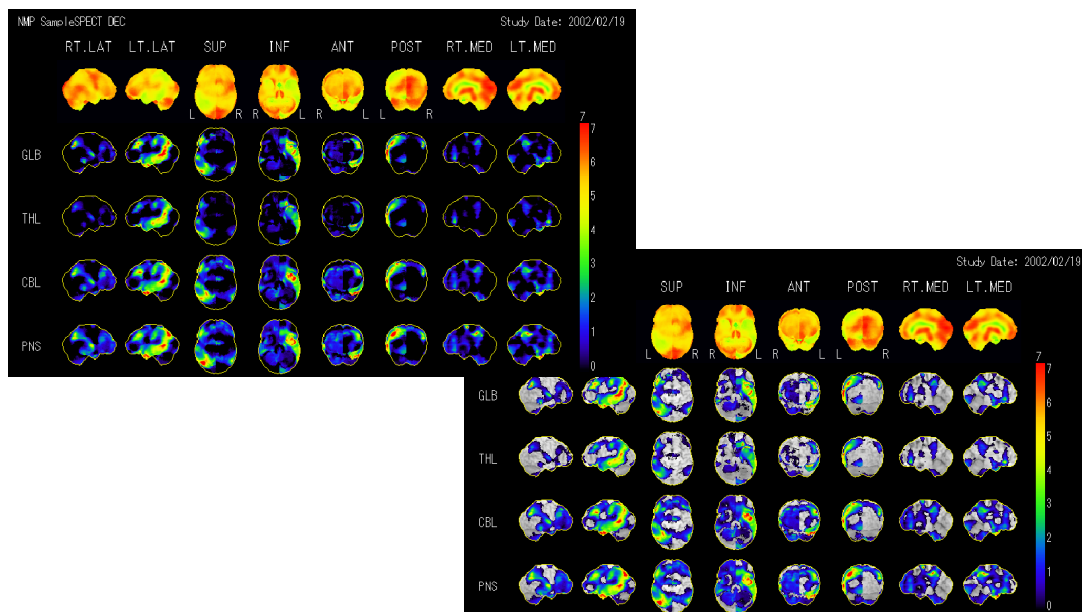 NMP SampleSPECT DEC Study Date: 2002/02/19
RT.LAT LT.LAT SUP INF ANT POST RT.MED LT.MED
L R R L R L L R
7
GLB
6
5
THL
4
3
CBL
2
1
PNS
0
Study Date: 2002/02/19
SUP INF ANT POST RT.MED LT.MED
L R R L R L L R
7
GLB
6
5
THL
4
3
CBL
2
1
PNS
0